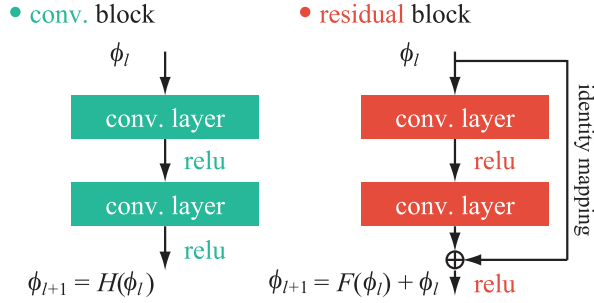 • conv. block
ϕl
conv. layer
relu
conv. layer
relu
ϕl+1 = H(ϕl)
• residual block
ϕl
conv. layer
relu
conv. layer
identity mapping
ϕl+1 = F(ϕl) + ϕl
relu